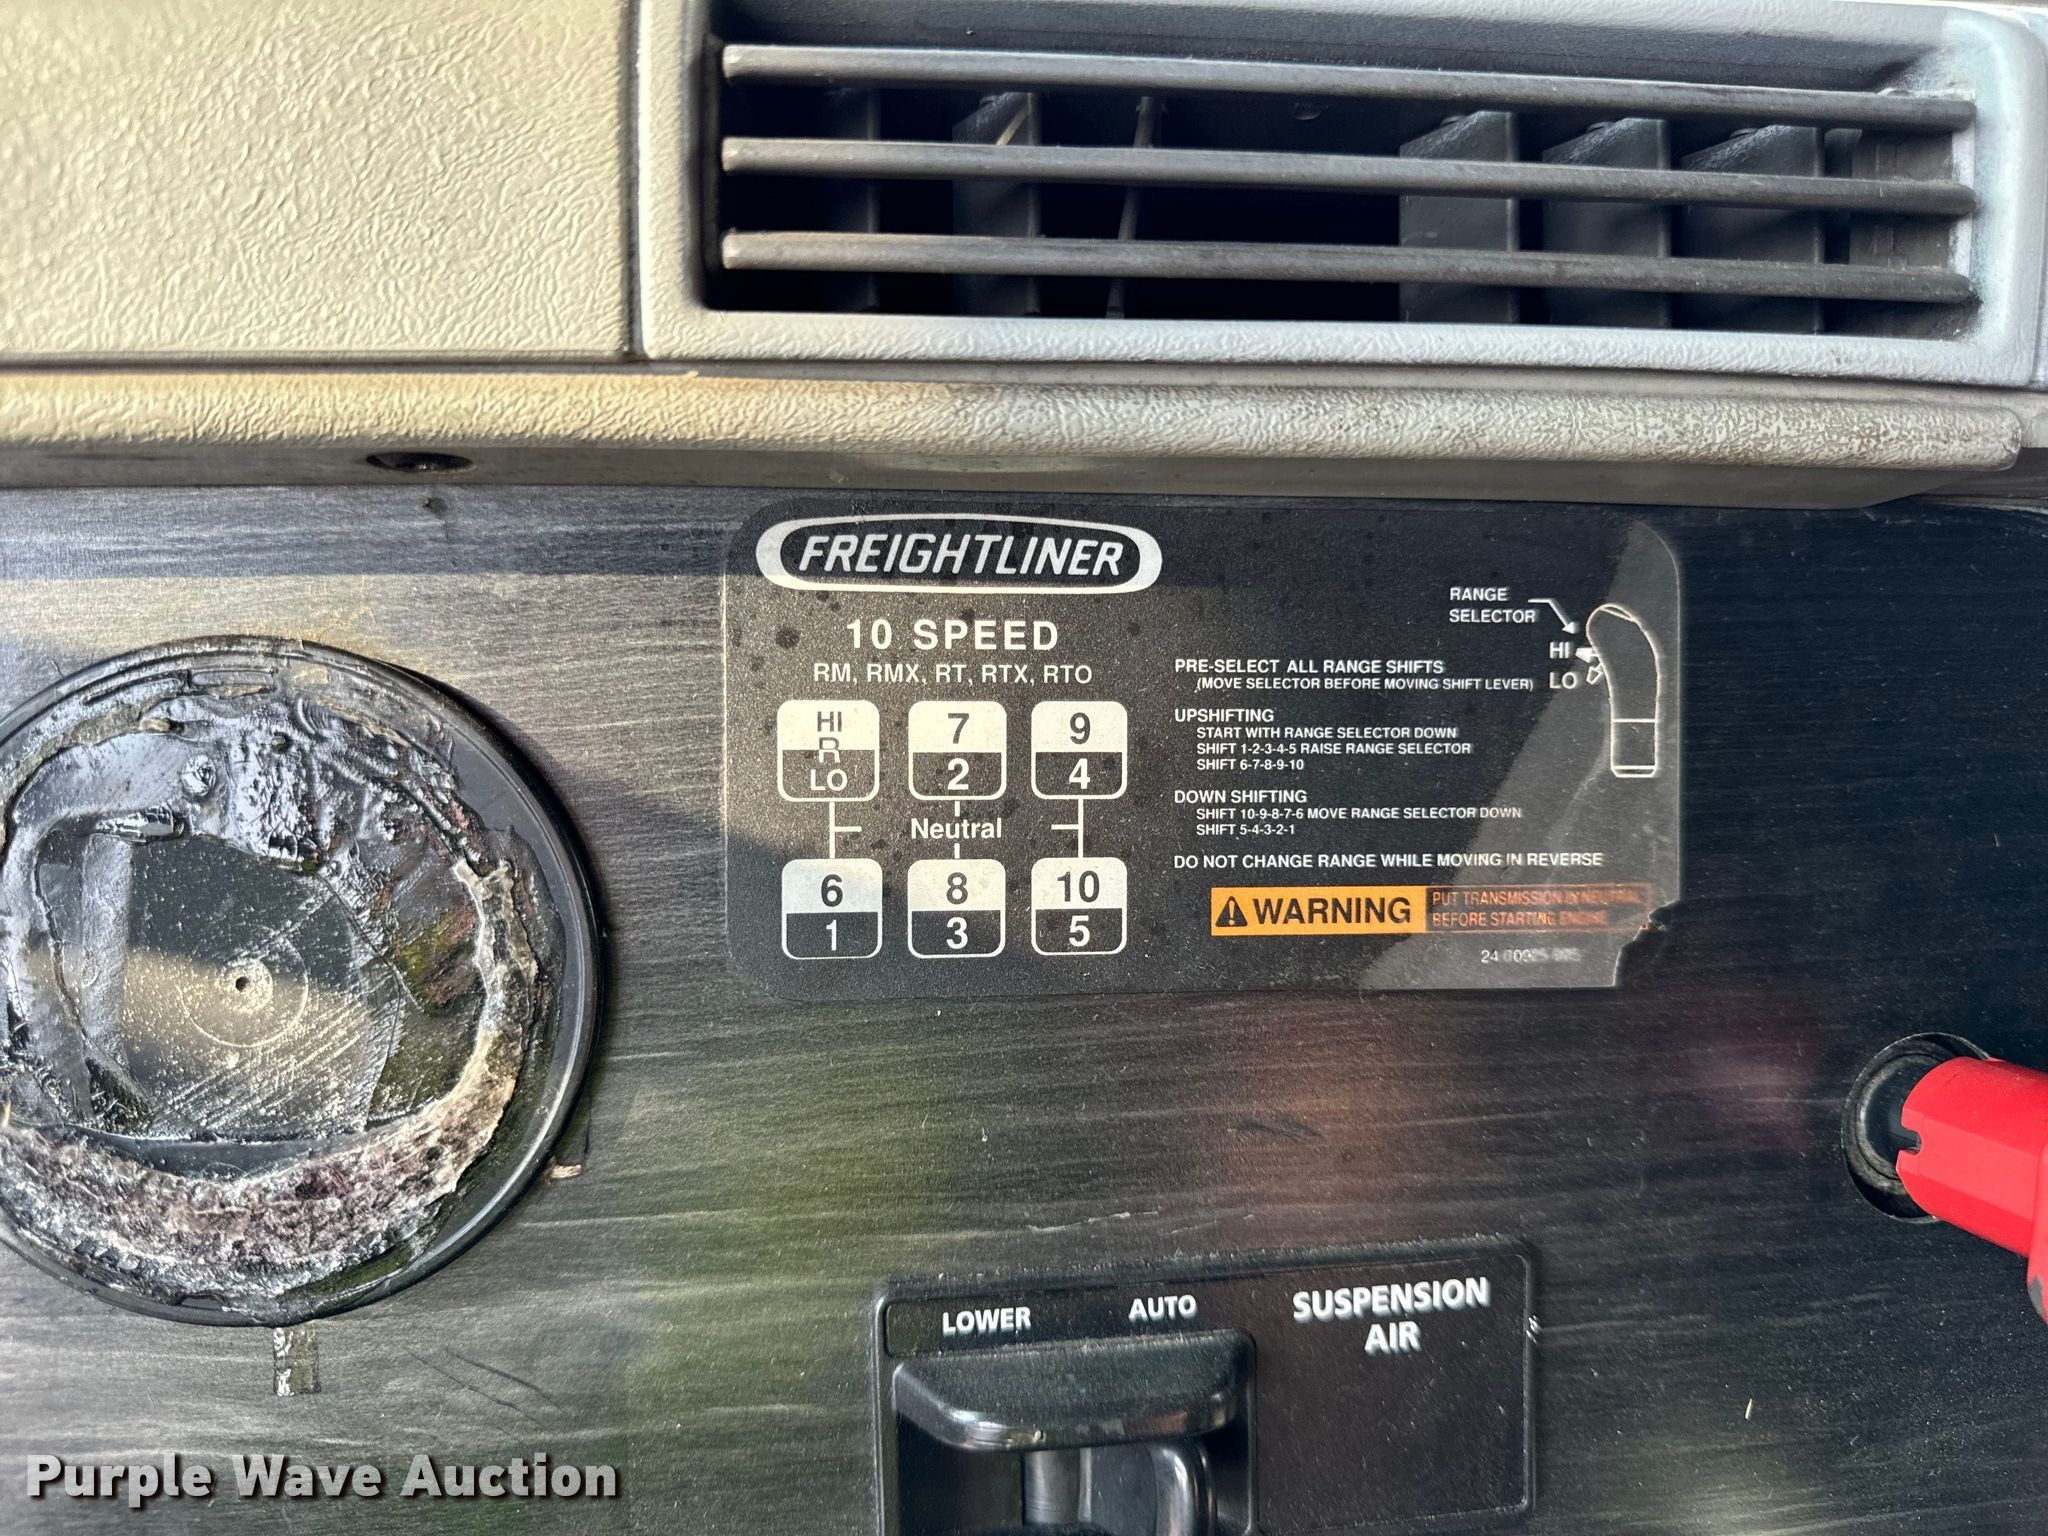 FREIGHTLINER
10 SPEED
RM, RMX, RT, RTX, RTO
HI
R
LO
7
2
9
4
Neutral
6
1
8
3
10
5
RANGE
SELECTOR
HI
LO
PRE-SELECT ALL RANGE SHIFTS
(MOVE SELECTOR BEFORE MOVING SHIFT LEVER)
UPSHIFTING
START WITH RANGE SELECTOR DOWN
SHIFT 1-2-3-4-5 RAISE RANGE SELECTOR
SHIFT 6-7-8-9-10
DOWN SHIFTING
SHIFT 10-9-8-7-6 MOVE RANGE SELECTOR DOWN
SHIFT 5-4-3-2-1
DO NOT CHANGE RANGE WHILE MOVING IN REVERSE
WARNING
PUT TRANSMISSION IN NEUTRAL
BEFORE STARTING ENGINE
LOWER
AUTO
SUSPENSION
AIR
Purple Wave Auction